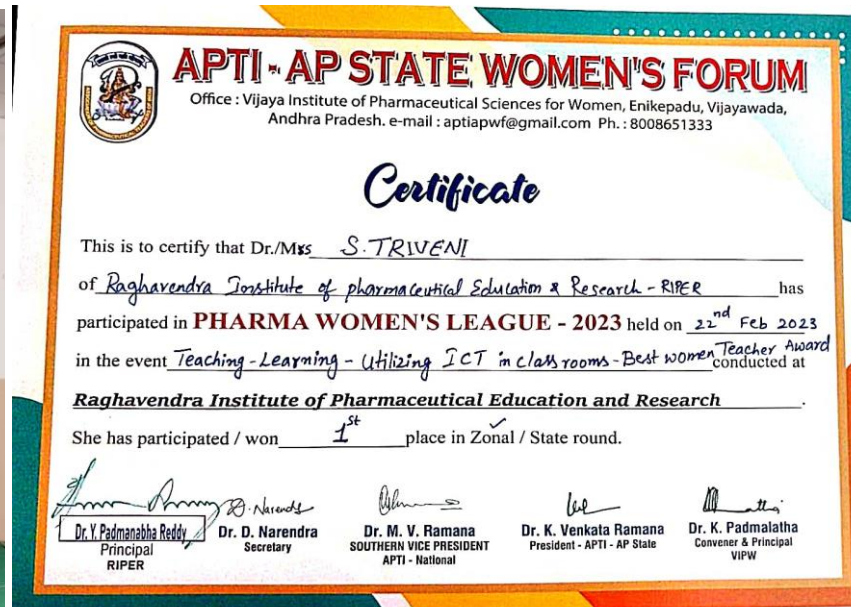 APTI - AP STATE WOMEN'S FORUM
Office : Vijaya Institute of Pharmaceutical Sciences for Women, Enikepadu, Vijayawada,
Andhra Pradesh. e-mail : aptiapwf@gmail.com Ph. : 8008651333
Certificate
This is to certify that Dr./Mrs S. TRIVENI
of Raghavendra Institute of pharmaceutical Education & Research - RIPER has
participated in PHARMA WOMEN'S LEAGUE - 2023 held on 22nd Feb 2023
in the event Teaching - Learning - Utilizing ICT in class rooms - Best women Teacher Award conducted at
Raghavendra Institute of Pharmaceutical Education and Research.
She has participated / won 1st place in Zonal / State round.
D. Narendra
Dr. Y. Padmanabha Reddy
Principal
RIPER
Dr. D. Narendra
Secretary
Dr. M. V. Ramana
SOUTHERN VICE PRESIDENT
APTI - National
Dr. K. Venkata Ramana
President - APTI - AP State
Dr. K. Padmalatha
Convener & Principal
VIPW